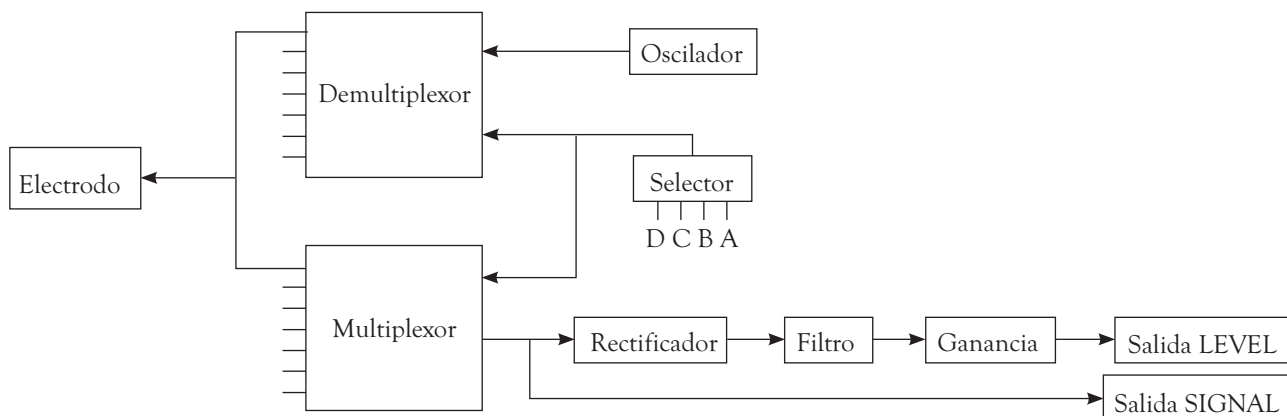 Oscilador
Demultiplexor
Electrodo
Selector
D C B A
Multiplexor
Rectificador
Filtro
Ganancia
Salida LEVEL
Salida SIGNAL